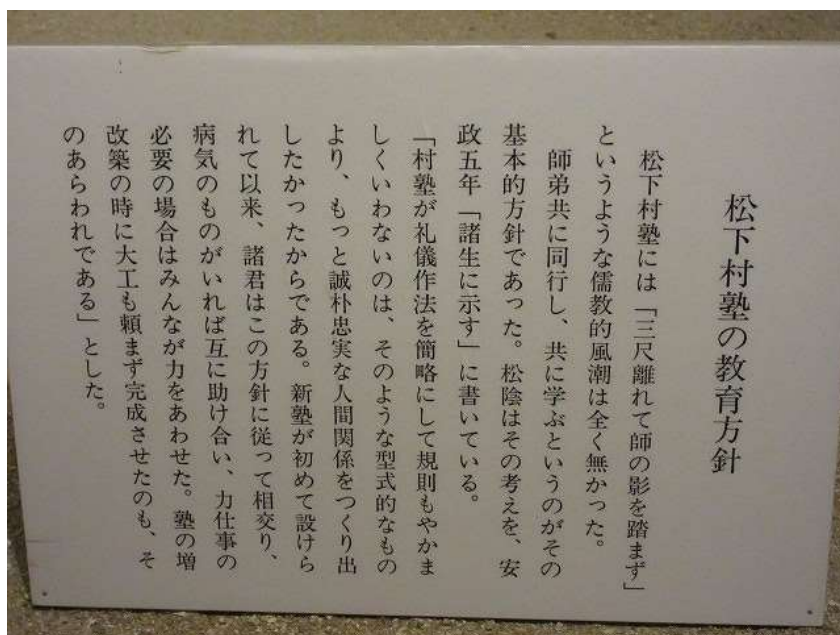 松下村塾の教育方針
松下村塾には「三尺離れて師の影を踏まず」
というような儒教的風潮は全く無かった。
師弟共に同行し、共に学ぶというのがその
基本的方針であった。松陰はその考えを、安
政五年「諸生に示す」に書いている。
「村塾が礼儀作法を簡略にして規則もやかま
しくいわないのは、そのような型式的なもの
より、もっと誠朴忠実な人間関係をつくり出
したかったからである。新塾が初めて設けら
れて以来、諸君はこの方針に従って相交り、
病気のものがいれば互に助け合い、力仕事の
必要の場合はみんなが力をあわせた。塾の増
改築の時に大工も頼まず完成させたのも、そ
のあらわれである」とした。